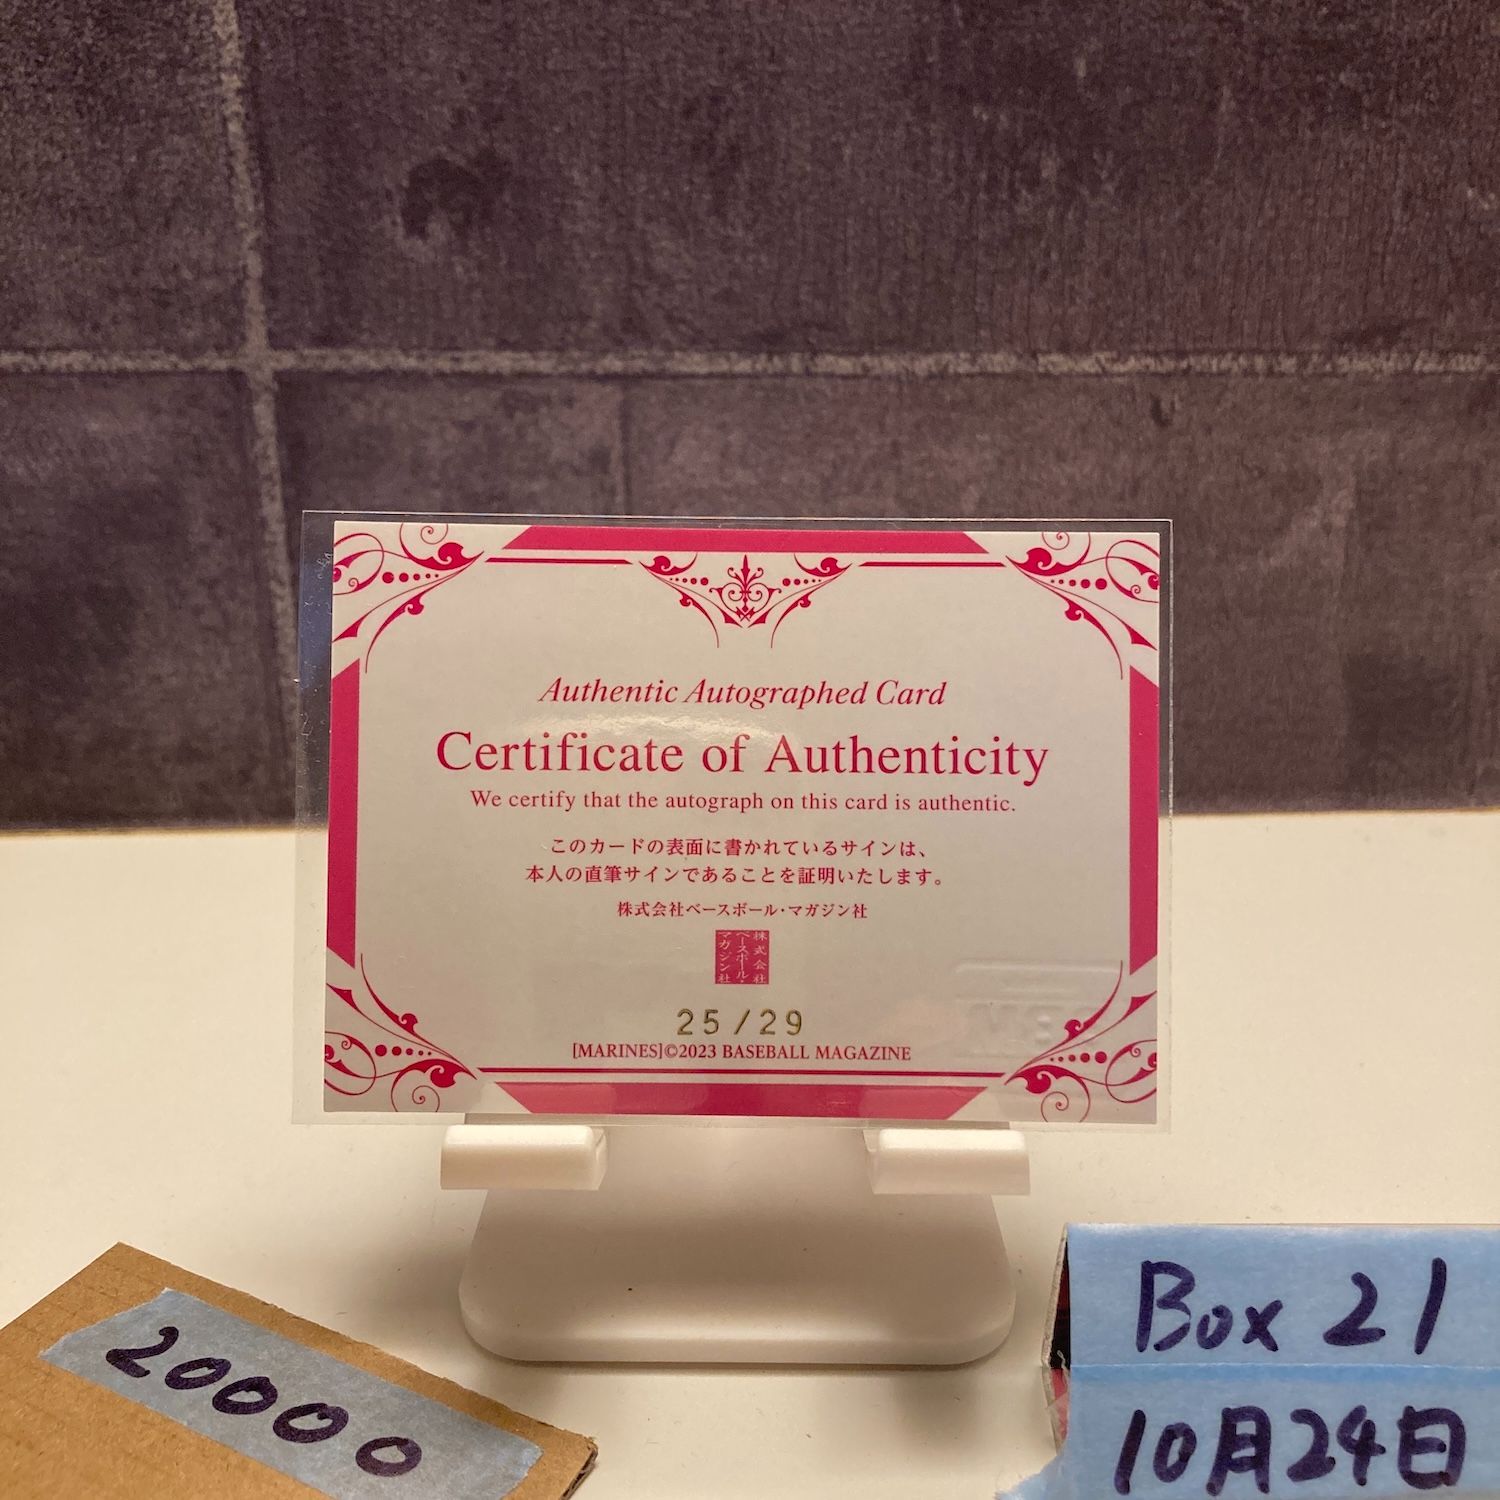 Authentic Autographed Card
Certificate of Authenticity
We certify that the autograph on this card is authentic.
このカードの表面に書かれているサインは、
本人の直筆サインであることを証明いたします。
株式会社ベースボール・マガジン社
株式会社
ベースボール・
マガジン社
25/29
[MARINES]©2023 BASEBALL MAGAZINE
20000
Box 21
10月24日